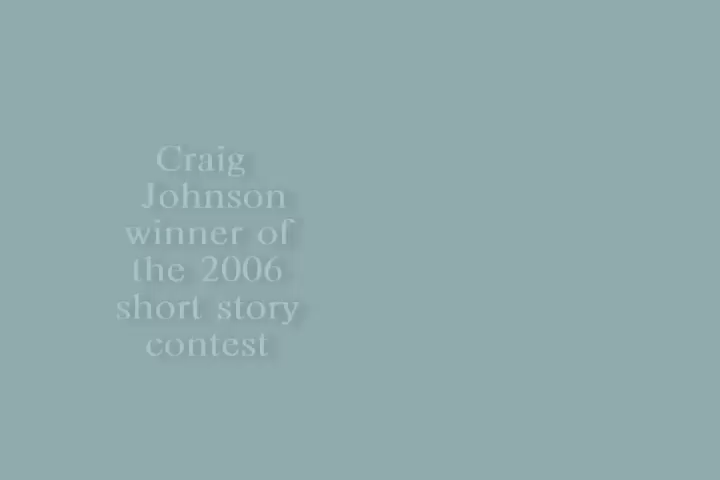 Craig
Johnson
winner of
the 2006
short story
contest